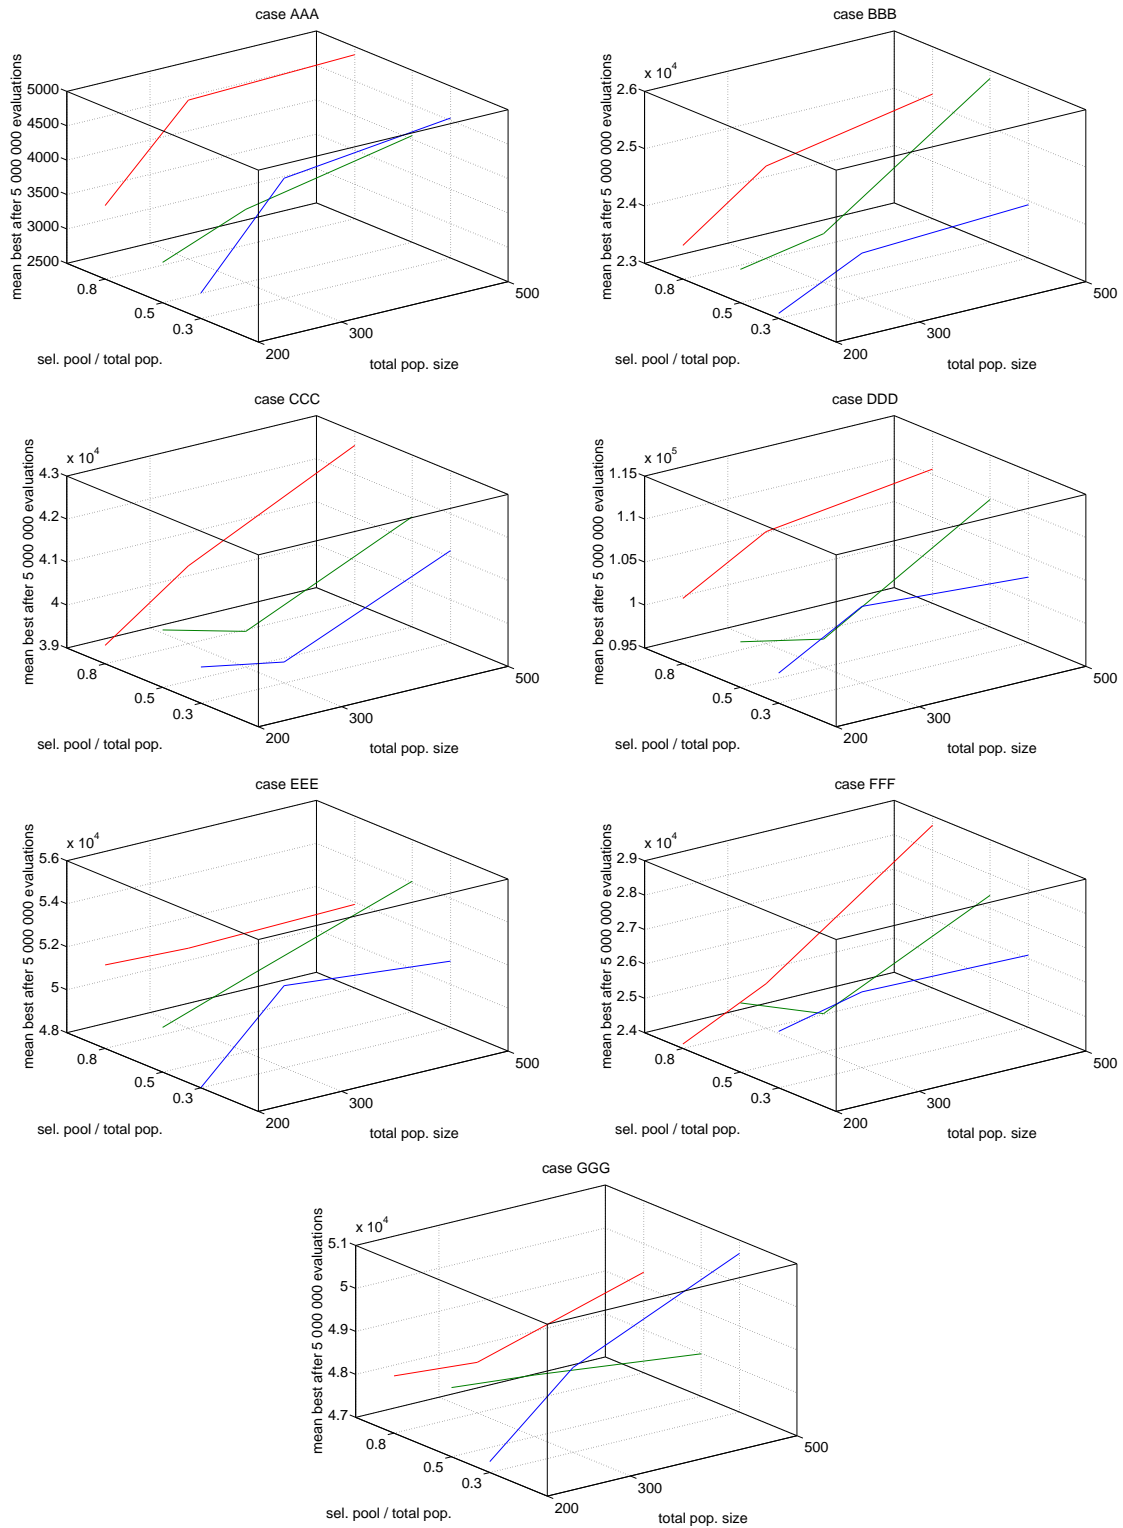 case AAA
mean best after 5 000 000 evaluations
5000
4500
4000
3500
3000
2500
0.8
0.5
0.3
200
300
500
sel. pool / total pop.
total pop. size
case BBB
mean best after 5 000 000 evaluations
x 10^4
2.6
2.5
2.4
2.3
0.8
0.5
0.3
200
300
500
sel. pool / total pop.
total pop. size
case CCC
mean best after 5 000 000 evaluations
x 10^4
4.3
4.2
4.1
4
3.9
0.8
0.5
0.3
200
300
500
sel. pool / total pop.
total pop. size
case DDD
mean best after 5 000 000 evaluations
x 10^5
1.15
1.1
1.05
1
0.95
0.8
0.5
0.3
200
300
500
sel. pool / total pop.
total pop. size
case EEE
mean best after 5 000 000 evaluations
x 10^4
5.6
5.4
5.2
5
4.8
0.8
0.5
0.3
200
300
500
sel. pool / total pop.
total pop. size
case FFF
mean best after 5 000 000 evaluations
x 10^4
2.9
2.8
2.7
2.6
2.5
2.4
0.8
0.5
0.3
200
300
500
sel. pool / total pop.
total pop. size
case GGG
mean best after 5 000 000 evaluations
x 10^4
5.1
5
4.9
4.8
4.7
0.8
0.5
0.3
200
300
500
sel. pool / total pop.
total pop. size